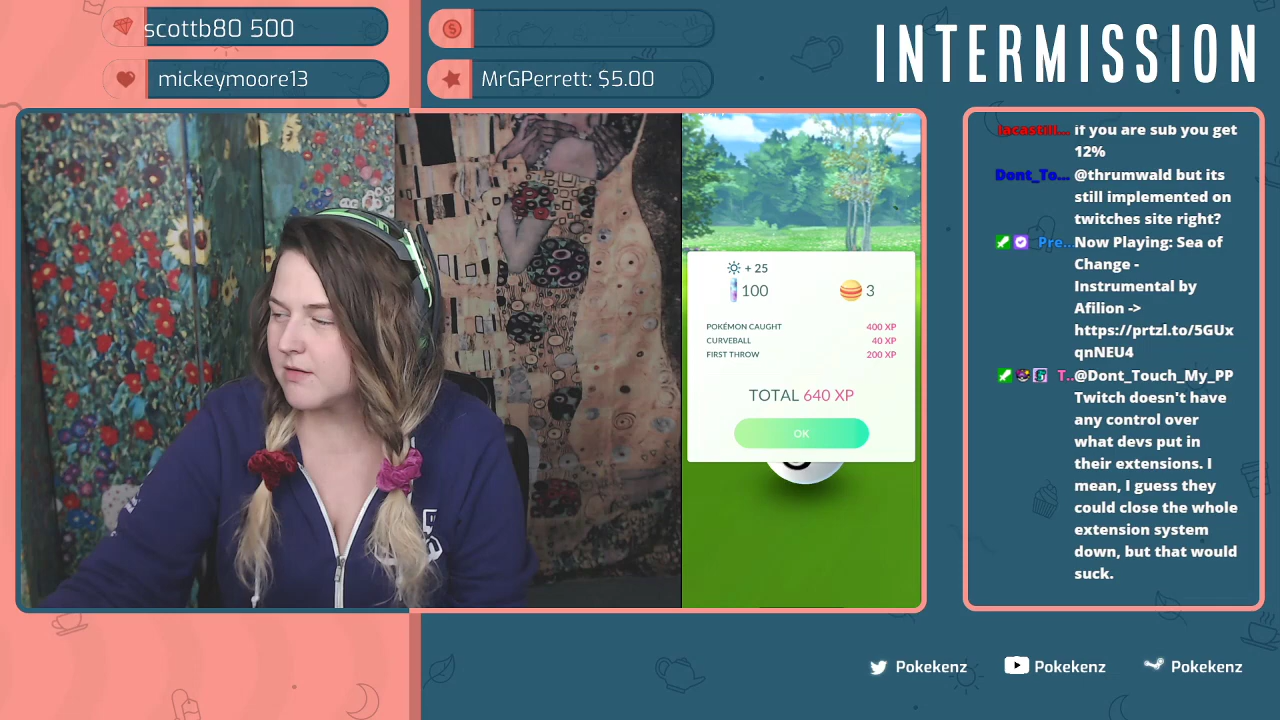 scottb80 500
mickeymoore13
MrGPerrett: $5.00
INTERMISSION
+ 25
100
3
POKÉMON CAUGHT 400 XP
CURVEBALL 40 XP
FIRST THROW 200 XP
TOTAL 640 XP
OK
lacastill... if you are sub you get
12%
Dont_To... @thrumwald but its
still implemented on
twitches site right?
Pre... Now Playing: Sea of
Change -
Instrumental by
Afilion ->
https://prtzl.to/5GUx
qnNEU4
T... @Dont_Touch_My_PP
Twitch doesn't have
any control over
what devs put in
their extensions. I
mean, I guess they
could close the whole
extension system
down, but that would
suck.
Pokekenz
Pokekenz
Pokekenz